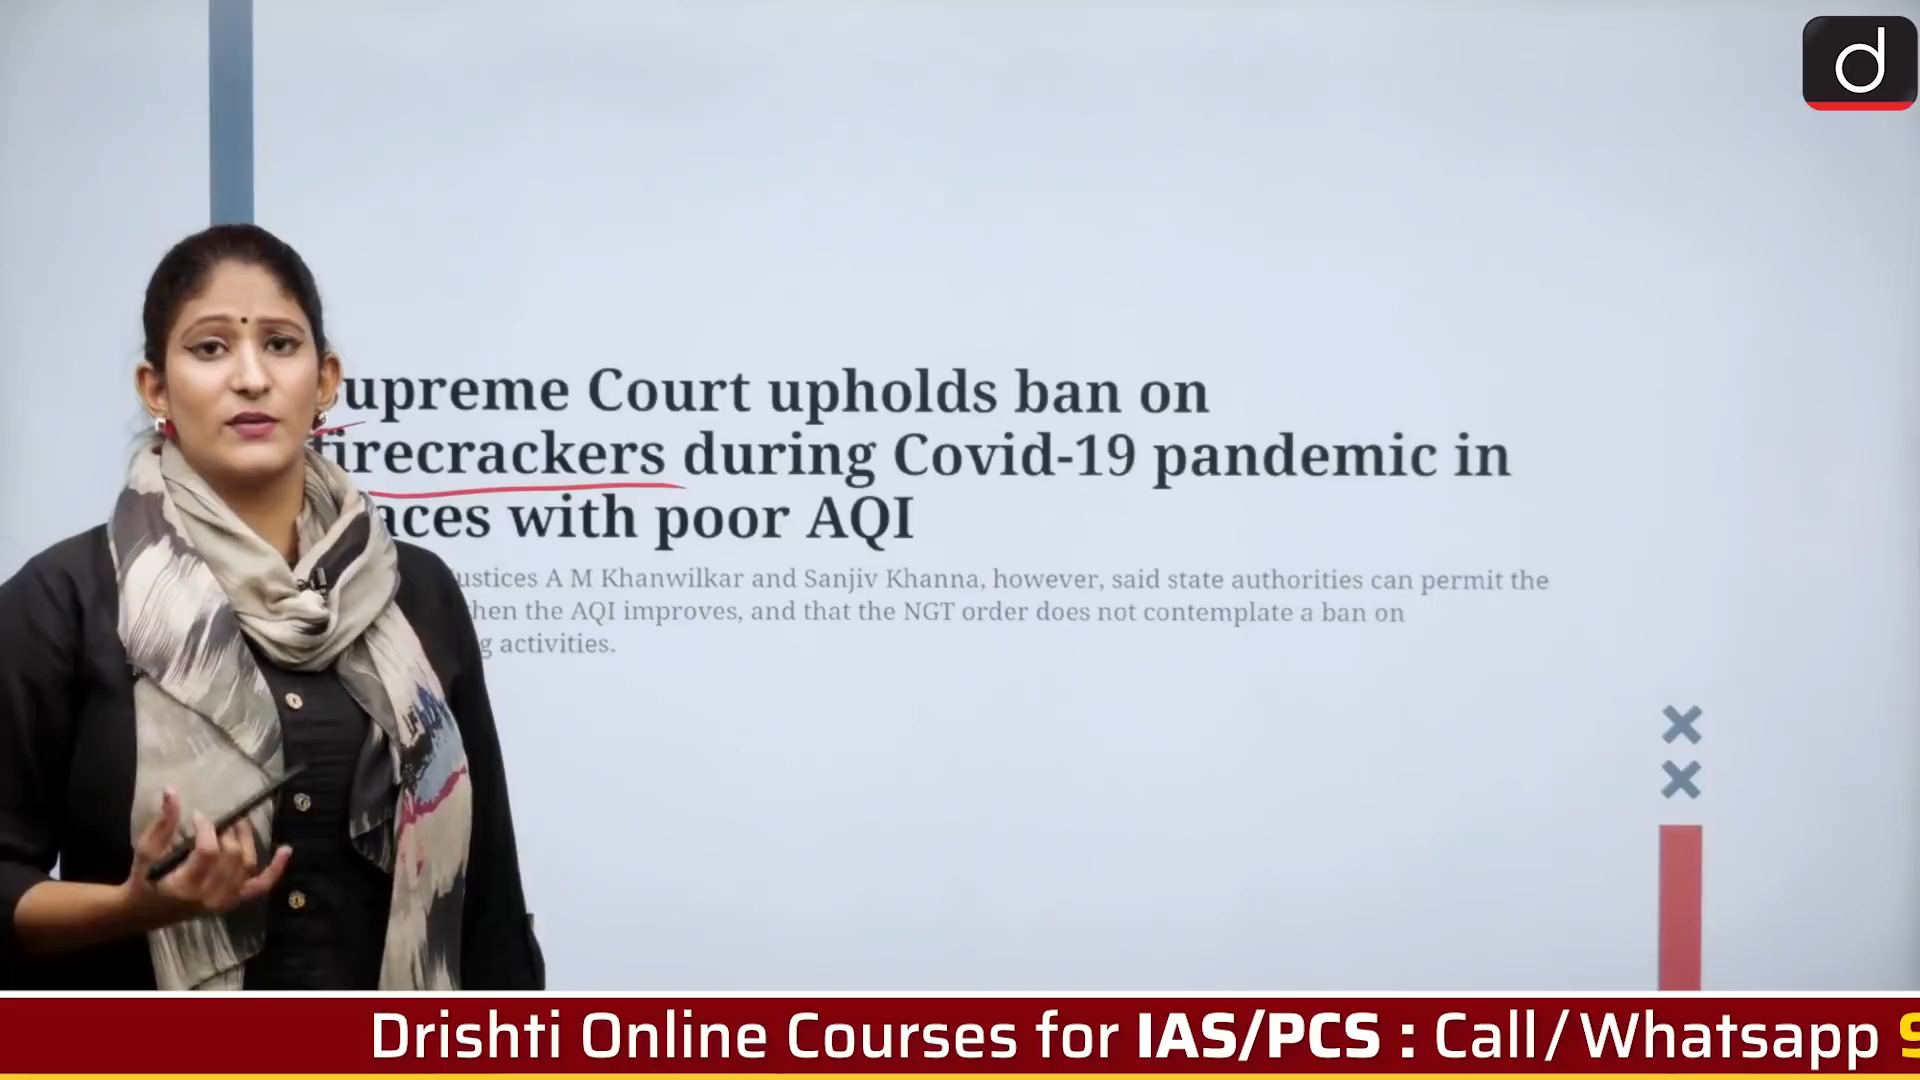 d
upreme Court upholds ban on
firecrackers during Covid-19 pandemic in
aces with poor AQI
ustices A M Khanwilkar and Sanjiv Khanna, however, said state authorities can permit the
hen the AQI improves, and that the NGT order does not contemplate a ban on
g activities.
Drishti Online Courses for IAS/PCS : Call/Whatsapp